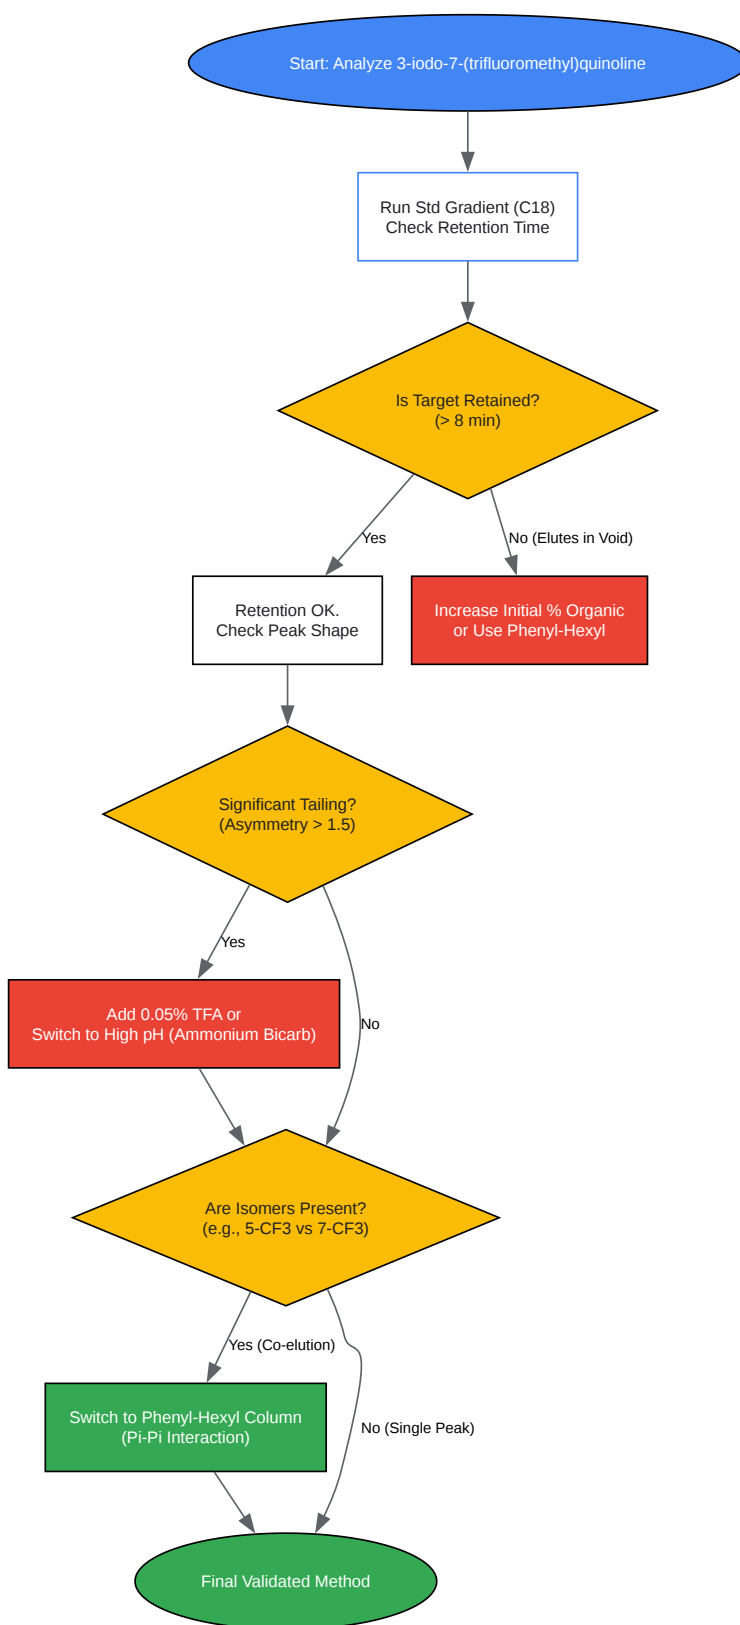 Start: Analyze 3-iodo-7-(trifluoromethyl)quinoline
Run Std Gradient (C18)
Check Retention Time
Is Target Retained?
(> 8 min)
Yes
No (Elutes in Void)
Retention OK.
Check Peak Shape
Increase Initial % Organic
or Use Phenyl-Hexyl
Significant Tailing?
(Asymmetry > 1.5)
Yes
No
Add 0.05% TFA or
Switch to High pH (Ammonium Bicarb)
Are Isomers Present?
(e.g., 5-CF3 vs 7-CF3)
Yes (Co-elution)
No (Single Peak)
Switch to Phenyl-Hexyl Column
(Pi-Pi Interaction)
Final Validated Method